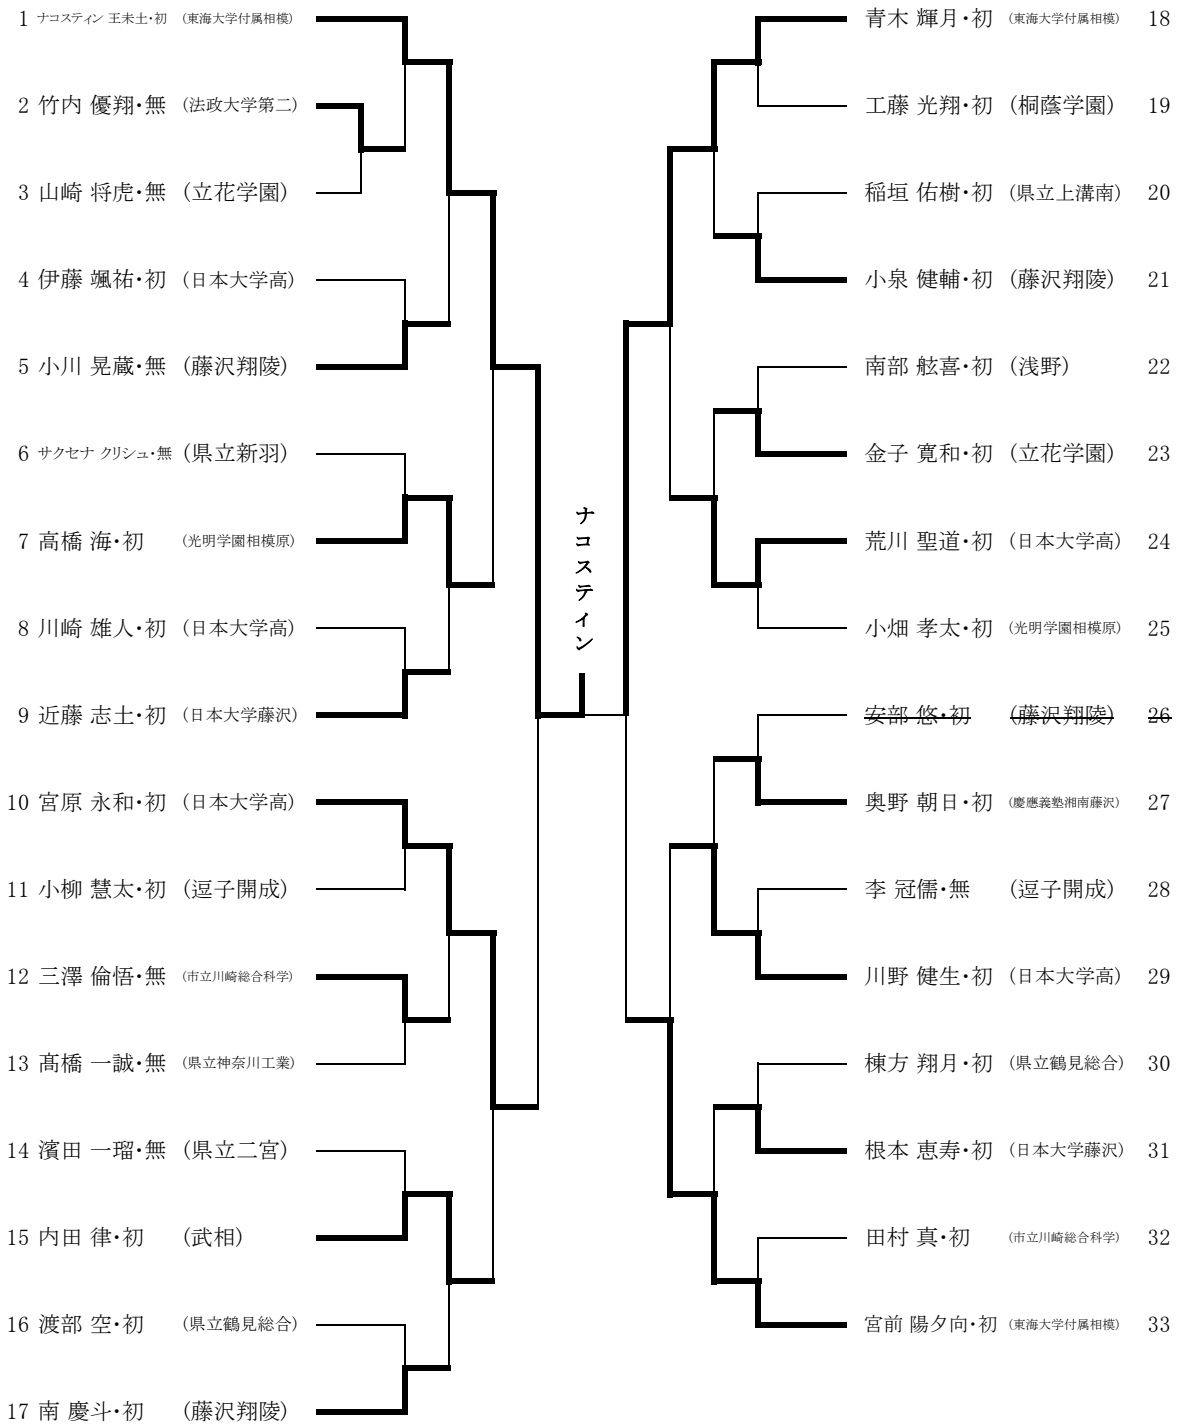 1 ナコスティン 王未土・初 (東海大学付属相模)
2 竹内 優翔・無 (法政大学第二)
3 山崎 将虎・無 (立花学園)
4 伊藤 颯祐・初 (日本大学高)
5 小川 晃蔵・無 (藤沢翔陵)
6 サクセナ クリシュ・無 (県立新羽)
7 高橋 海・初 (光明学園相模原)
8 川崎 雄人・初 (日本大学高)
9 近藤 志士・初 (日本大学藤沢)
10 宮原 永和・初 (日本大学高)
11 小柳 慧太・初 (逗子開成)
12 三澤 倫悟・無 (市立川崎総合科学)
13 髙橋 一誠・無 (県立神奈川工業)
14 濱田 一瑠・無 (県立二宮)
15 内田 律・初 (武相)
16 渡部 空・初 (県立鶴見総合)
17 南 慶斗・初 (藤沢翔陵)
ナコスティン
青木 輝月・初 (東海大学付属相模) 18
工藤 光翔・初 (桐蔭学園) 19
稲垣 佑樹・初 (県立上溝南) 20
小泉 健輔・初 (藤沢翔陵) 21
南部 舷喜・初 (浅野) 22
金子 寛和・初 (立花学園) 23
荒川 聖道・初 (日本大学高) 24
小畑 孝太・初 (光明学園相模原) 25
安部 悠・初 (藤沢翔陵) 26
奥野 朝日・初 (慶應義塾湘南藤沢) 27
李 冠儒・無 (逗子開成) 28
川野 健生・初 (日本大学高) 29
棟方 翔月・初 (県立鶴見総合) 30
根本 恵寿・初 (日本大学藤沢) 31
田村 真・初 (市立川崎総合科学) 32
宮前 陽夕向・初 (東海大学付属相模) 33